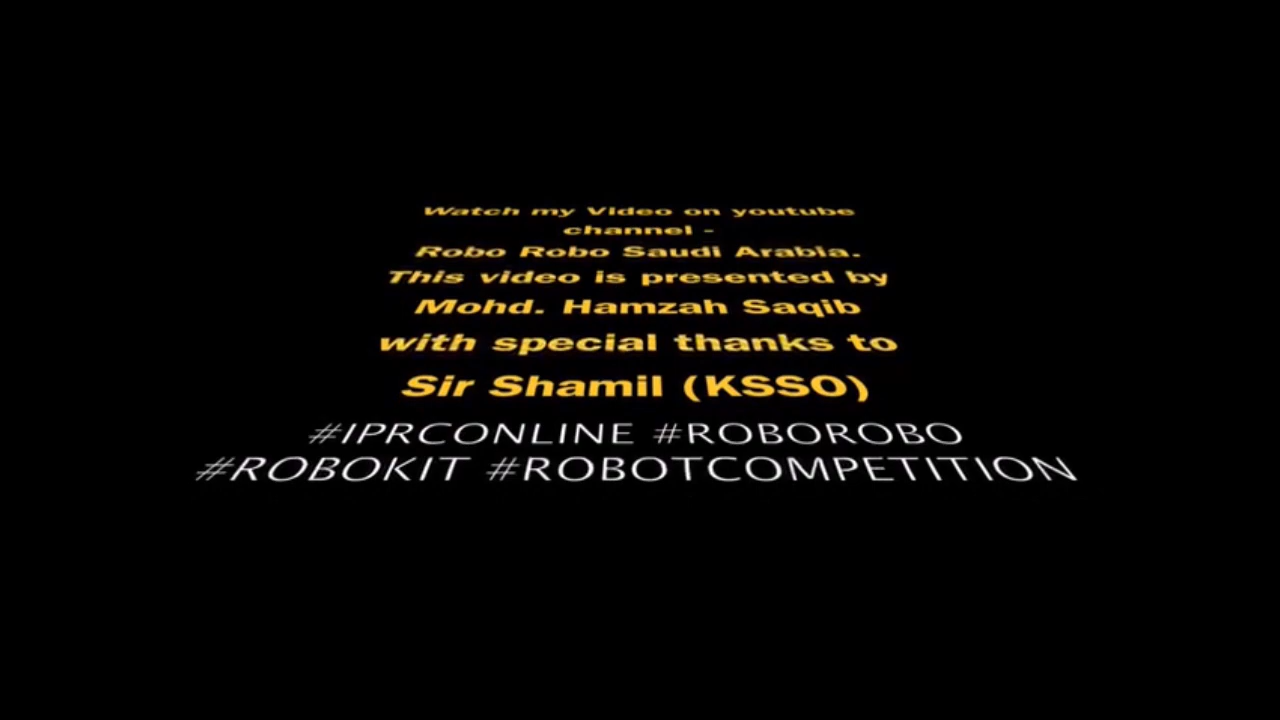 Watch my Video on youtube
channel -
Robo Robo Saudi Arabia.
This video is presented by
Mohd. Hamzah Saqib
with special thanks to
Sir Shamil (KSSO)
#IPRCONLINE #ROBOROBO
#ROBOKIT #ROBOTCOMPETITION